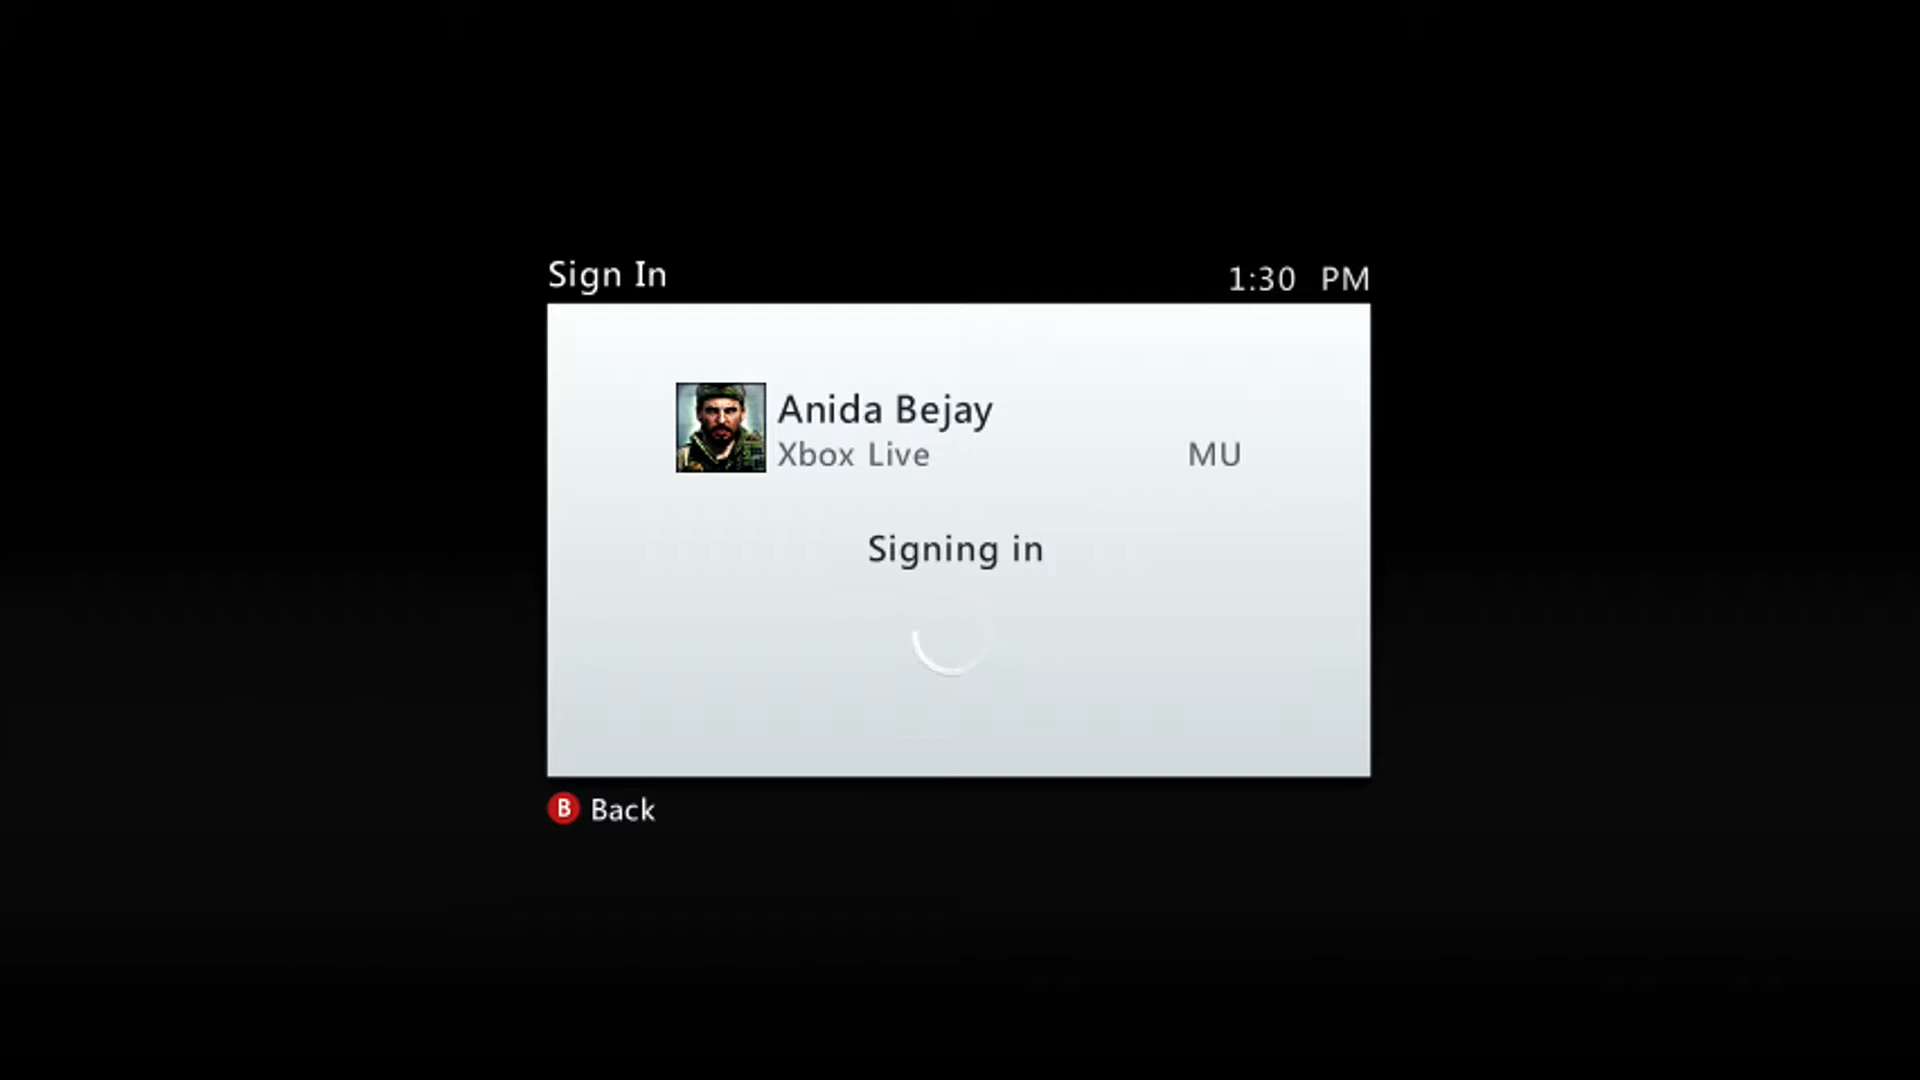 Sign In
1:30 PM
Anida Bejay
Xbox Live
MU
Signing in
B Back